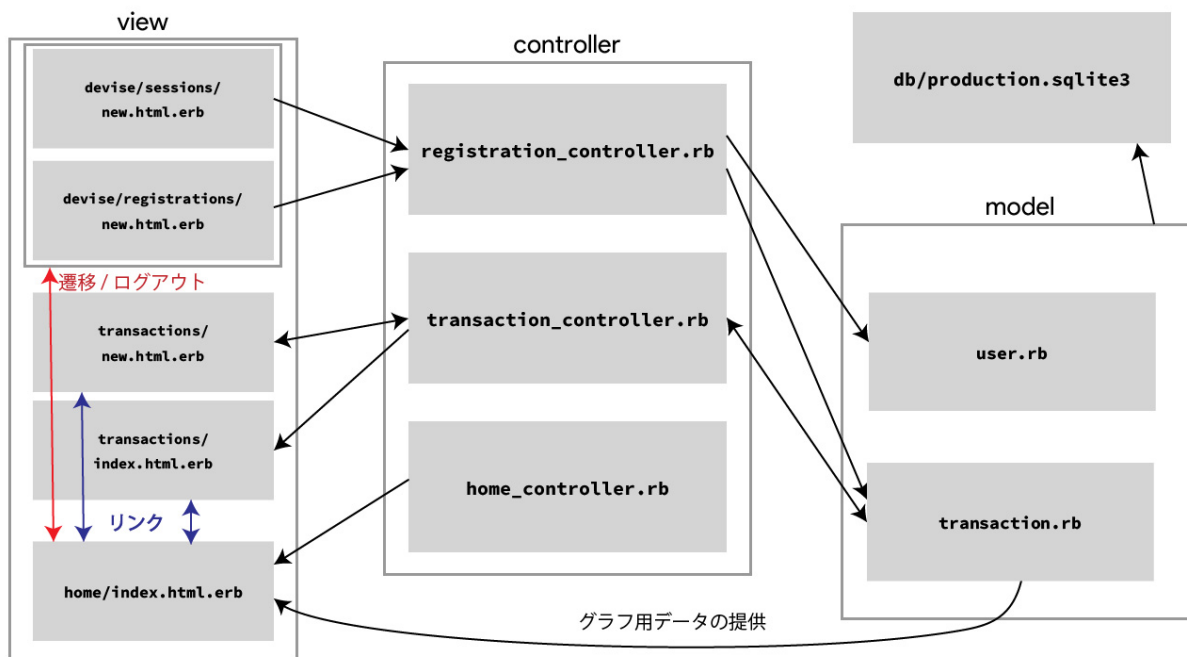 view
devise/sessions/
new.html.erb
devise/registrations/
new.html.erb
遷移 / ログアウト
transactions/
new.html.erb
transactions/
index.html.erb
リンク
home/index.html.erb
controller
registration_controller.rb
transaction_controller.rb
home_controller.rb
db/production.sqlite3
model
user.rb
transaction.rb
グラフ用データの提供